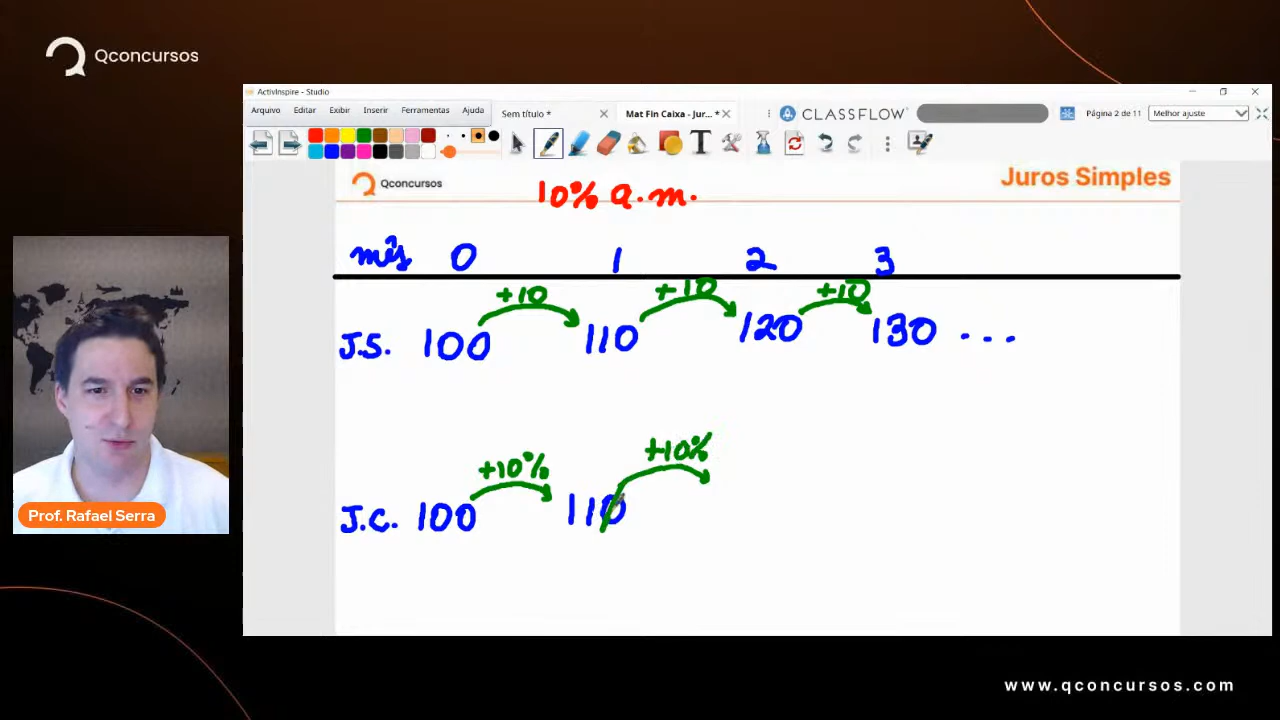 Qconcursos
ActivInspire - Studio
Arquivo Editar Exibir Inserir Ferramentas Ajuda
Sem título *
Mat Fin Caixa - Jur... *
CLASSFLOW
Página 2 de 11
Melhor ajuste
Qconcursos
10% a.m.
Juros Simples
mês 0 1 2 3
+10 +10 +10
J.S. 100 110 120 130 ...
+10% +10%
J.C. 100 110
Prof. Rafael Serra
www.qconcursos.com